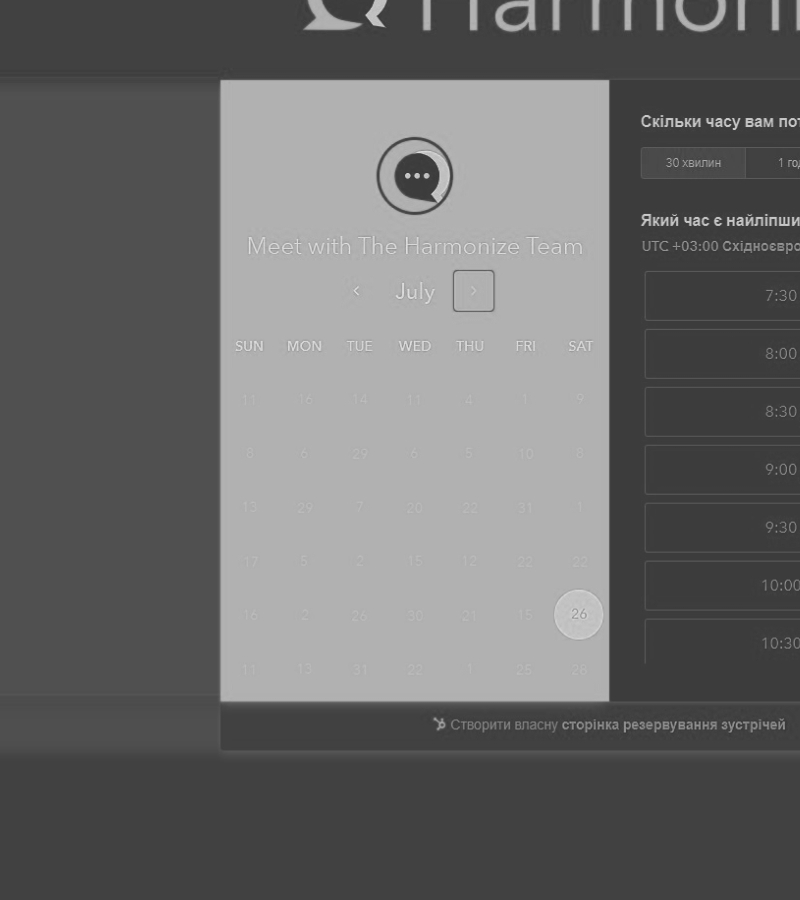 Harmoni
Meet with The Harmonize Team
July
SUN MON TUE WED THU FRI SAT
11 16 14 11 4 1 9
6 29 6 5 10 8
13 29 7 20 22 31 1
17 5 2 15 12 22 22
16 2 26 30 21 15 26
11 13 31 22 1 25 28
Скільки часу вам пот
30 хвилин 1 го
Який час є найліпши
UTC +03:00 Східноєвро
7:30
8:00
8:30
9:00
9:30
10:00
10:30
Створити власну сторінка резервування зустрічей